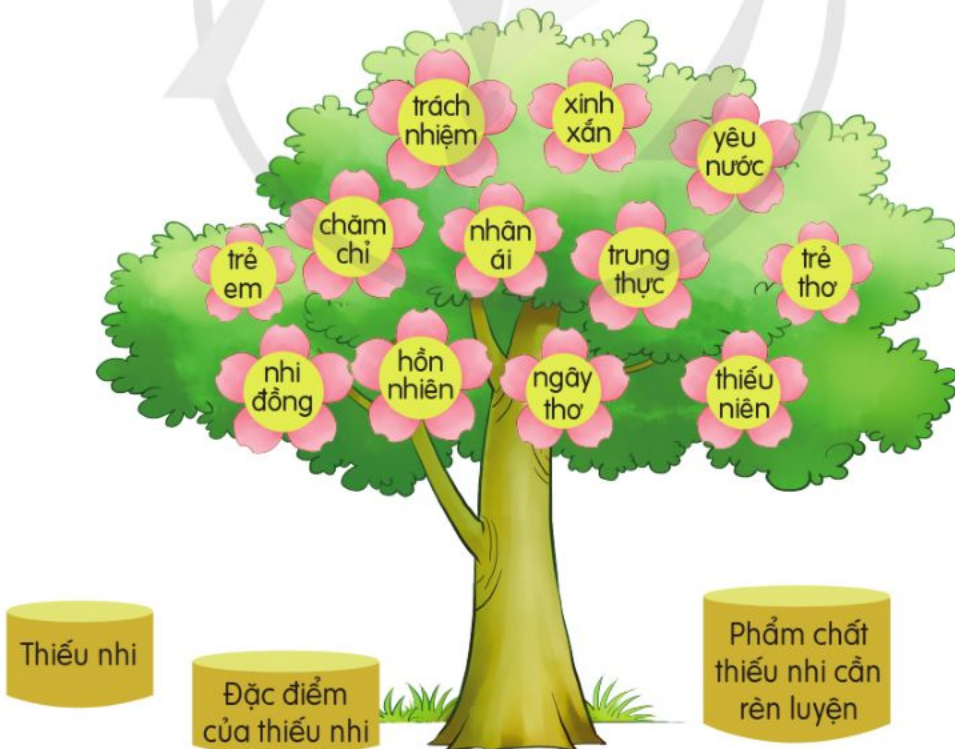 trách
nhiệm
xinh
xắn
yêu
nước
chăm
chỉ
nhân
ái
trung
thực
trẻ
em
trẻ
thơ
nhi
đồng
hồn
nhiên
ngây
thơ
thiếu
niên
Thiếu nhi
Đặc điểm
của thiếu nhi
Phẩm chất
thiếu nhi cần
rèn luyện